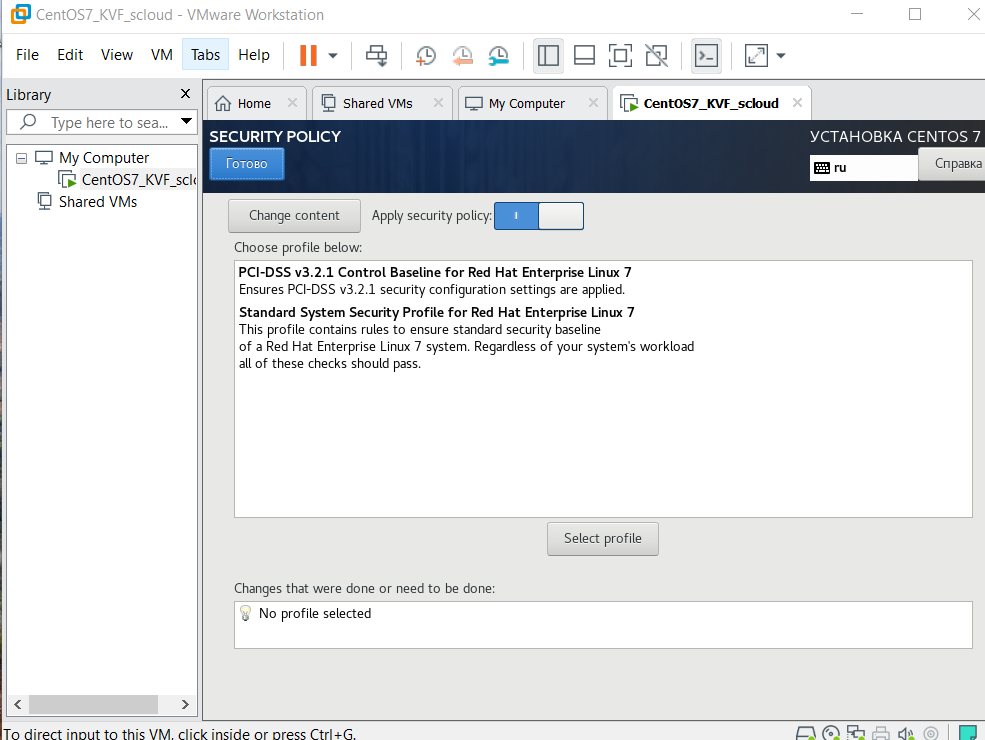 CentOS7_KVF_scloud - VMware Workstation
File Edit View VM Tabs Help
Library
Type here to sea...
My Computer
CentOS7_KVF_sclo
Shared VMs
Home Shared VMs My Computer CentOS7_KVF_scloud
SECURITY POLICY
Готово
УСТАНОВКА CENTOS 7
ru
Справка
Change content Apply security policy:
Choose profile below:
PCI-DSS v3.2.1 Control Baseline for Red Hat Enterprise Linux 7
Ensures PCI-DSS v3.2.1 security configuration settings are applied.
Standard System Security Profile for Red Hat Enterprise Linux 7
This profile contains rules to ensure standard security baseline
of a Red Hat Enterprise Linux 7 system. Regardless of your system's workload
all of these checks should pass.
Select profile
Changes that were done or need to be done:
No profile selected
To direct input to this VM, click inside or press Ctrl+G.